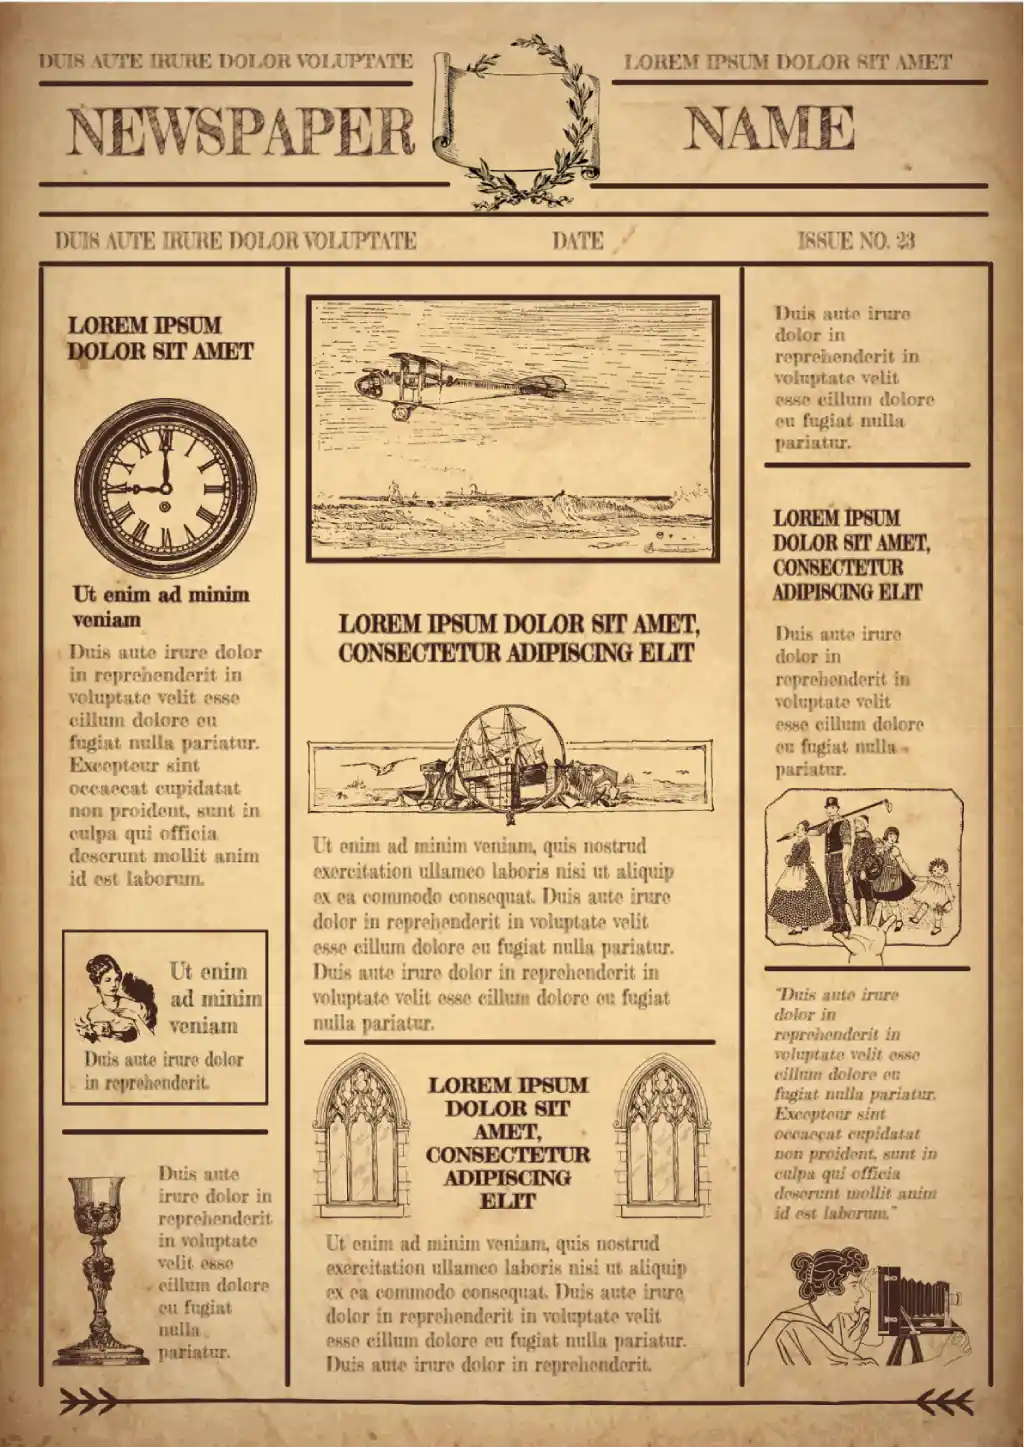 DUIS AUTE IRURE DOLOR VOLUPTATE
LOREM IPSUM DOLOR SIT AMET
NEWSPAPER
NAME
DUIS AUTE IRURE DOLOR VOLUPTATE
DATE
ISSUE NO. 23
LOREM IPSUM
DOLOR SIT AMET
XII
I
II
III
IIII
V
VI
VII
VIII
IX
X
XI
Ut enim ad minim
veniam
Duis aute irure dolor
in reprehenderit in
voluptate velit esse
cillum dolore eu
fugiat nulla pariatur.
Excepteur sint
occaecat cupidatat
non proident, sunt in
culpa qui officia
deserunt mollit anim
id est laborum.
Ut enim
ad minim
veniam
Duis aute irure dolor
in reprehenderit.
Duis aute
irure dolor in
reprehenderit
in voluptate
velit esse
cillum dolore
eu fugiat
nulla
pariatur.
LOREM IPSUM DOLOR SIT AMET,
CONSECTETUR ADIPISCING ELIT
Ut enim ad minim veniam, quis nostrud
exercitation ullamco laboris nisi ut aliquip
ex ea commodo consequat. Duis aute irure
dolor in reprehenderit in voluptate velit
esse cillum dolore eu fugiat nulla pariatur.
Duis aute irure dolor in reprehenderit in
voluptate velit esse cillum dolore eu fugiat
nulla pariatur.
LOREM IPSUM
DOLOR SIT
AMET,
CONSECTETUR
ADIPISCING
ELIT
Ut enim ad minim veniam, quis nostrud
exercitation ullamco laboris nisi ut aliquip
ex ea commodo consequat. Duis aute irure
dolor in reprehenderit in voluptate velit
esse cillum dolore eu fugiat nulla pariatur.
Duis aute irure dolor in reprehenderit.
Duis aute irure
dolor in
reprehenderit in
voluptate velit
esse cillum dolore
eu fugiat nulla
pariatur.
LOREM IPSUM
DOLOR SIT AMET,
CONSECTETUR
ADIPISCING ELIT
Duis aute irure
dolor in
reprehenderit in
voluptate velit
esse cillum dolore
eu fugiat nulla
pariatur.
"Duis aute irure
dolor in
reprehenderit in
voluptate velit esse
cillum dolore eu
fugiat nulla pariatur.
Excepteur sint
occaecat cupidatat
non proident, sunt in
culpa qui officia
deserunt mollit anim
id est laborum."